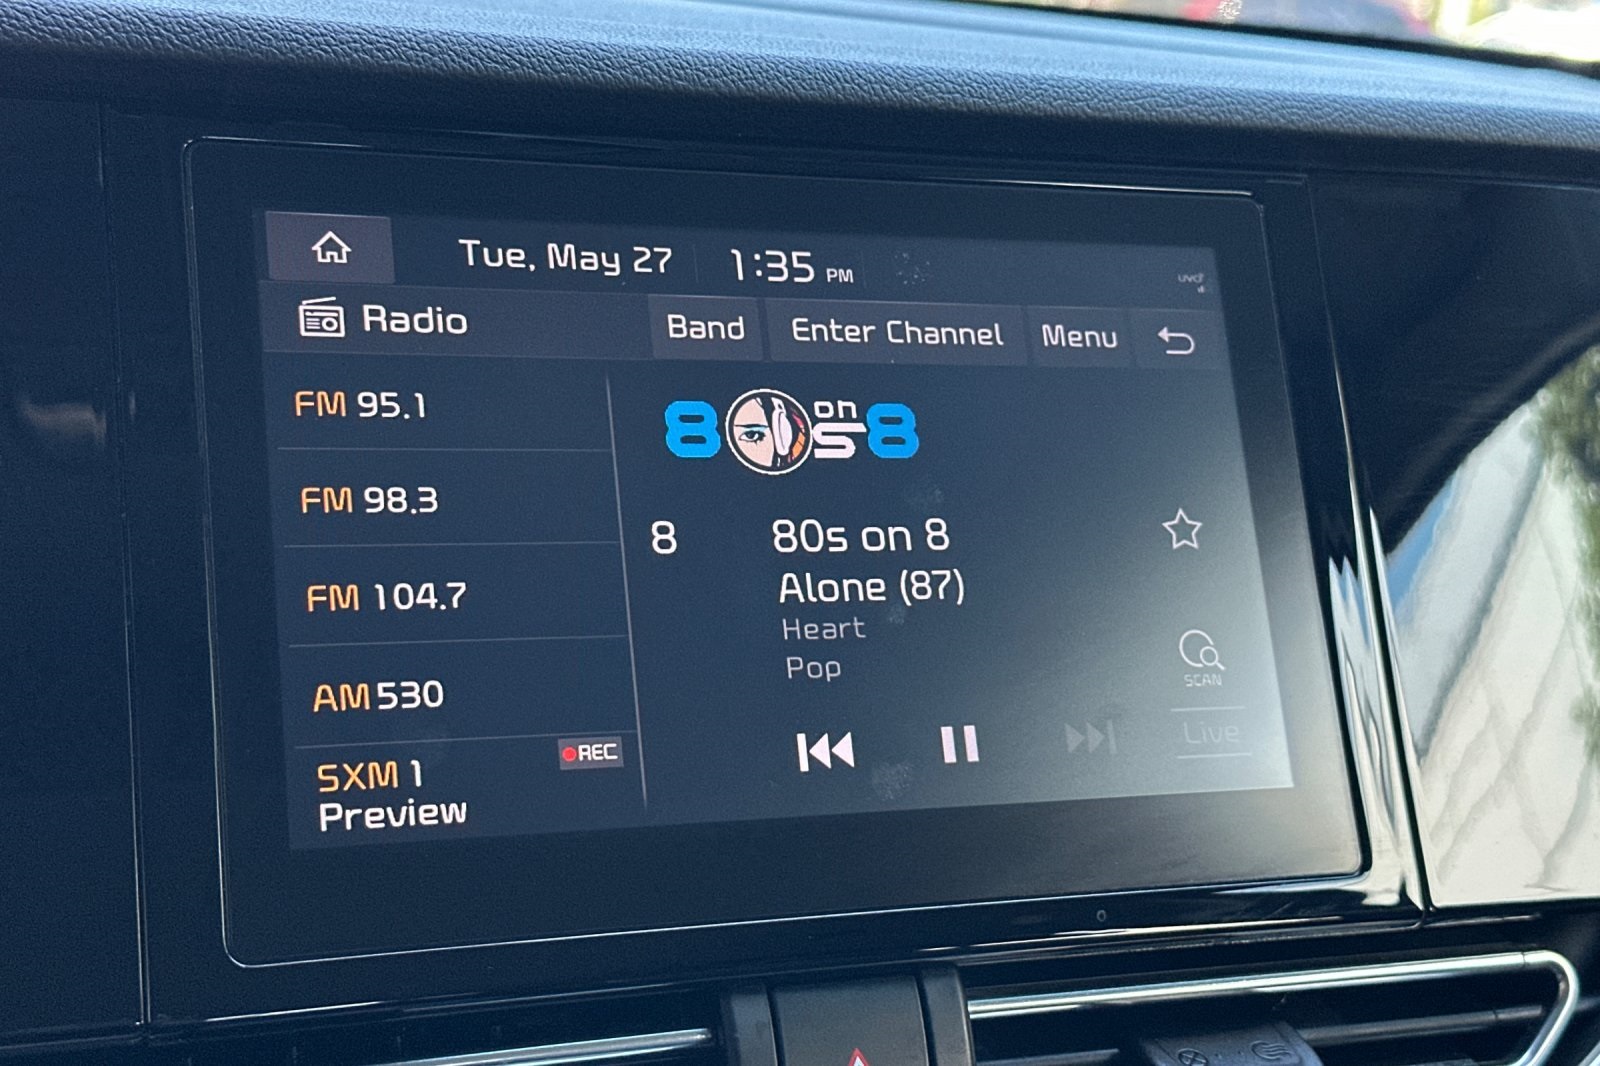 Tue, May 27 1:35 PM
uvo
Radio Band Enter Channel Menu
FM 95.1
FM 98.3
FM 104.7
AM 530
SXM 1
Preview
REC
80s on 8
8 80s on 8
Alone (87)
Heart
Pop
SCAN
Live